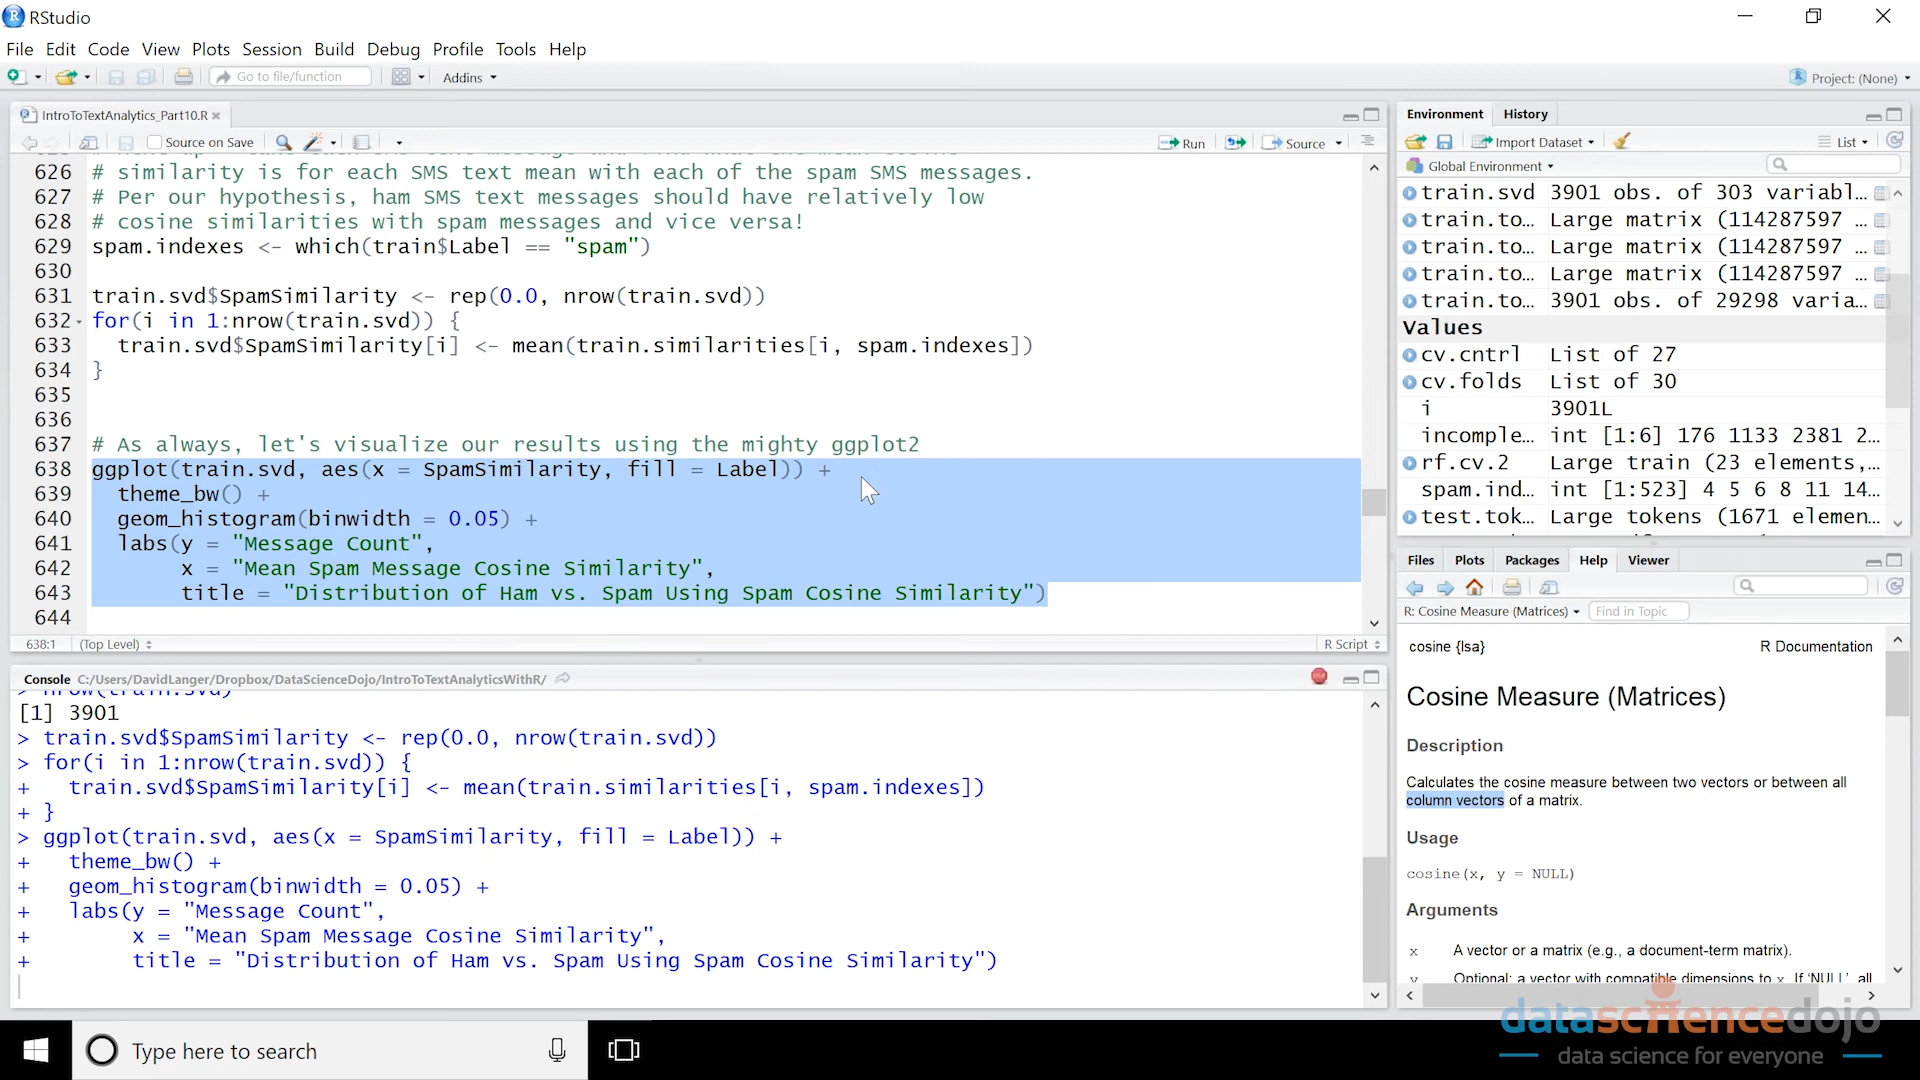 RStudio
File Edit Code View Plots Session Build Debug Profile Tools Help
Go to file/function
Addins
Project: (None)
IntroToTextAnalytics_Part10.R
Source on Save
Run
Source
626 # similarity is for each SMS text mean with each of the spam SMS messages.
627 # Per our hypothesis, ham SMS text messages should have relatively low
628 # cosine similarities with spam messages and vice versa!
629 spam.indexes <- which(train$Label == "spam")
630
631 train.svd$SpamSimilarity <- rep(0.0, nrow(train.svd))
632 for(i in 1:nrow(train.svd)) {
633   train.svd$SpamSimilarity[i] <- mean(train.similarities[i, spam.indexes])
634 }
635
636
637 # As always, let's visualize our results using the mighty ggplot2
638 ggplot(train.svd, aes(x = SpamSimilarity, fill = Label)) +
639   theme_bw() +
640   geom_histogram(binwidth = 0.05) +
641   labs(y = "Message Count",
642        x = "Mean Spam Message Cosine Similarity",
643        title = "Distribution of Ham vs. Spam Using Spam Cosine Similarity")
644
638:1 (Top Level) R Script
Console C:/Users/DavidLanger/Dropbox/DataScienceDojo/IntroToTextAnalyticsWithR/
> nrow(train.svd)
[1] 3901
> train.svd$SpamSimilarity <- rep(0.0, nrow(train.svd))
> for(i in 1:nrow(train.svd)) {
+   train.svd$SpamSimilarity[i] <- mean(train.similarities[i, spam.indexes])
+ }
> ggplot(train.svd, aes(x = SpamSimilarity, fill = Label)) +
+   theme_bw() +
+   geom_histogram(binwidth = 0.05) +
+   labs(y = "Message Count",
+        x = "Mean Spam Message Cosine Similarity",
+        title = "Distribution of Ham vs. Spam Using Spam Cosine Similarity")
Environment History
Import Dataset
List
Global Environment
train.svd 3901 obs. of 303 variabl...
train.to... Large matrix (114287597 ...
train.to... Large matrix (114287597 ...
train.to... Large matrix (114287597 ...
train.to... 3901 obs. of 29298 varia...
Values
cv.cntrl List of 27
cv.folds List of 30
i 3901L
incomple... int [1:6] 176 1133 2381 2...
rf.cv.2 Large train (23 elements,...
spam.ind... int [1:523] 4 5 6 8 11 14...
test.tok... Large tokens (1671 elemen...
Files Plots Packages Help Viewer
R: Cosine Measure (Matrices) Find in Topic
cosine {lsa} R Documentation
Cosine Measure (Matrices)
Description
Calculates the cosine measure between two vectors or between all
column vectors of a matrix.
Usage
cosine(x, y = NULL)
Arguments
x A vector or a matrix (e.g., a document-term matrix).
y Optional: a vector with compatible dimensions to x. If 'NULL', all
datasciencedojo
data science for everyone
Type here to search